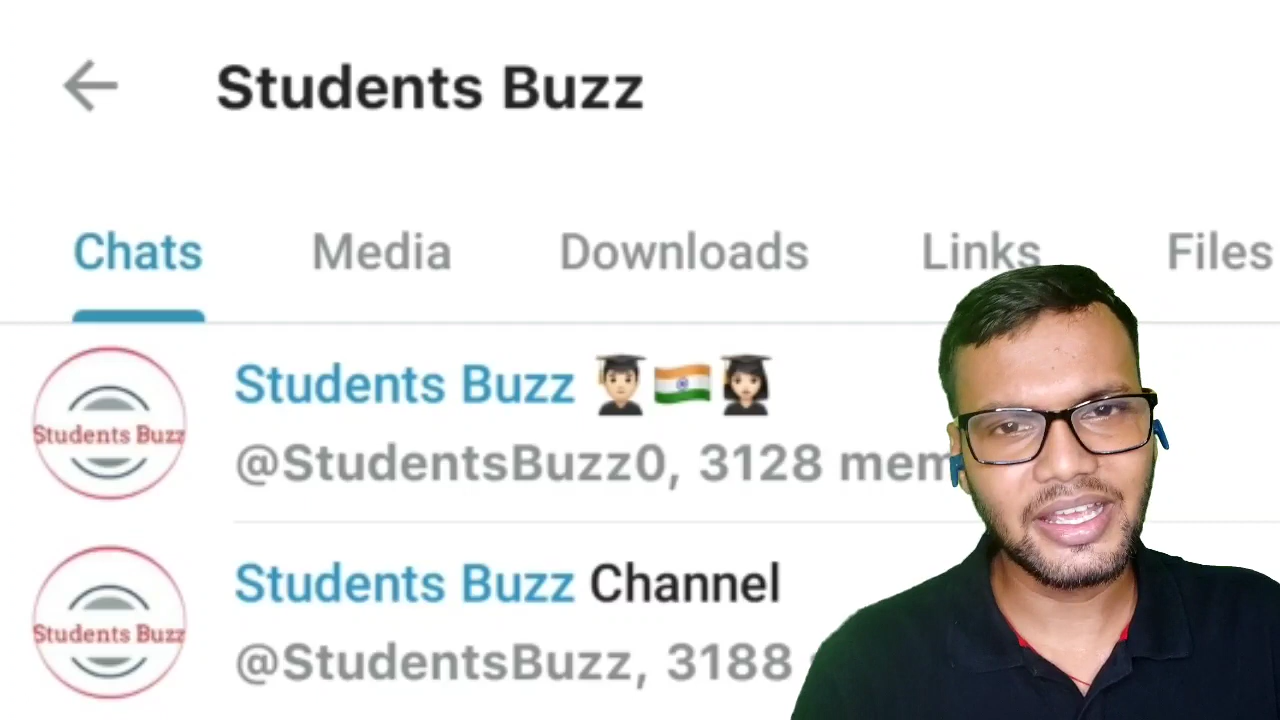 Students Buzz
Chats Media Downloads Links Files
Students Buzz 👨🏻‍🎓🇮🇳👩🏻‍🎓
Students Buzz
@StudentsBuzz0, 3128
Students Buzz Channel
Students Buzz
@StudentsBuzz, 3188